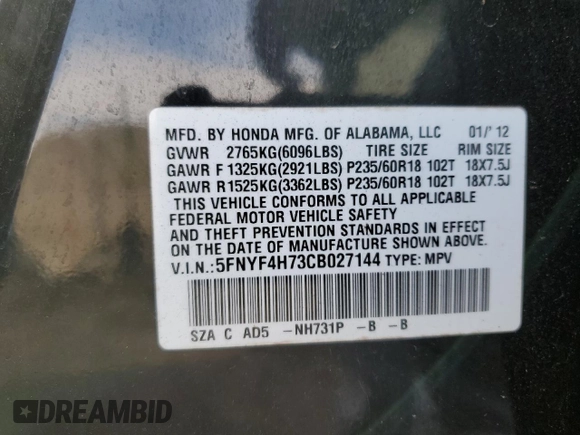 MFD. BY HONDA MFG. OF ALABAMA, LLC 01/'12
GVWR 2765KG(6096LBS) TIRE SIZE RIM SIZE
GAWR F 1325KG(2921LBS) P235/60R18 102T 18X7.5J
GAWR R1525KG(3362LBS) P235/60R18 102T 18X7.5J
THIS VEHICLE CONFORMS TO ALL APPLICABLE
FEDERAL MOTOR VEHICLE SAFETY
AND THEFT PREVENTION STANDARDS IN EFFECT
ON THE DATE OF MANUFACTURE SHOWN ABOVE.
V.I.N.:5FNYF4H73CB027144 TYPE: MPV
SZA C AD5 -NH731P -B -B
DREAMBID